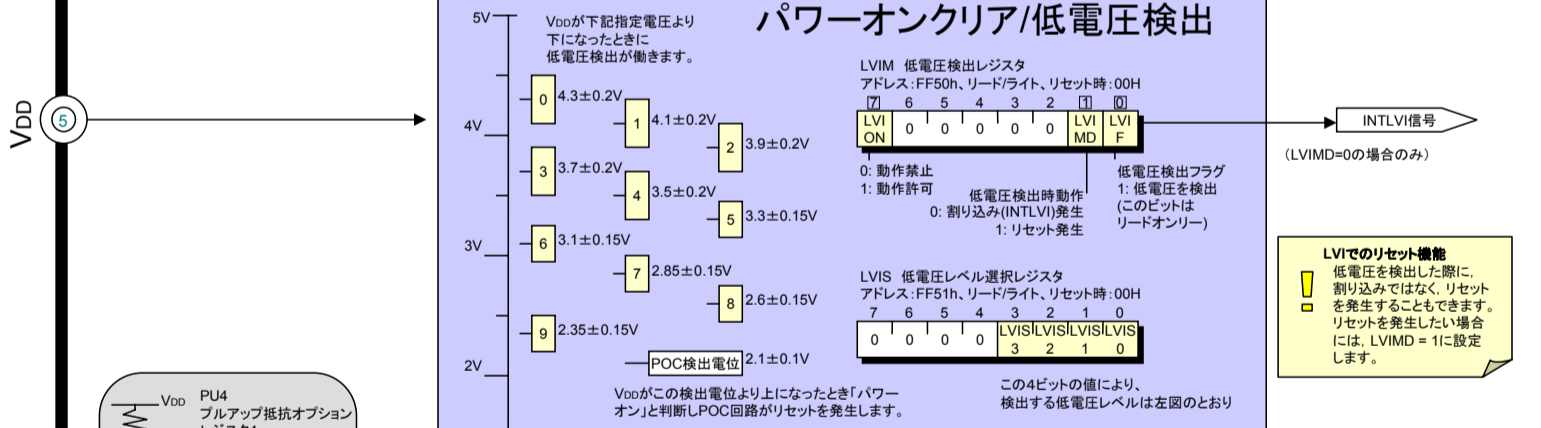 パワーオンクリア/低電圧検出
5V
VDDが下記指定電圧より
下になったときに
低電圧検出が働きます。
0
4.3±0.2V
1
4.1±0.2V
4V
2
3.9±0.2V
3
3.7±0.2V
4
3.5±0.2V
5
3.3±0.15V
3V
6
3.1±0.15V
7
2.85±0.15V
8
2.6±0.15V
9
2.35±0.15V
2V
POC検出電位
2.1±0.1V
VDDがこの検出電位より上になったとき「パワー
オン」と判断しPOC回路がリセットを発生します。
VDD
5
LVIM 低電圧検出レジスタ
アドレス:FF50h、リード/ライト、リセット時:00H
7 6 5 4 3 2 1 0
LVI ON 0 0 0 0 0 LVI MD LVI F
0: 動作禁止
1: 動作許可
低電圧検出時動作
0: 割り込み(INTLVI)発生
1: リセット発生
低電圧検出フラグ
1: 低電圧を検出
(このビットは
リードオンリー)
LVIS 低電圧レベル選択レジスタ
アドレス:FF51h、リード/ライト、リセット時:00H
7 6 5 4 3 2 1 0
0 0 0 0 LVIS 3 LVIS 2 LVIS 1 LVIS 0
この4ビットの値により、
検出する低電圧レベルは左図のとおり
INTLVI信号
(LVIMD=0の場合のみ)
LVIでのリセット機能
低電圧を検出した際に,
割り込みではなく, リセット
を発生することもできます。
リセットを発生したい場合
には, LVIMD = 1に設定
します。
VDD
PU4
プルアップ抵抗オプション